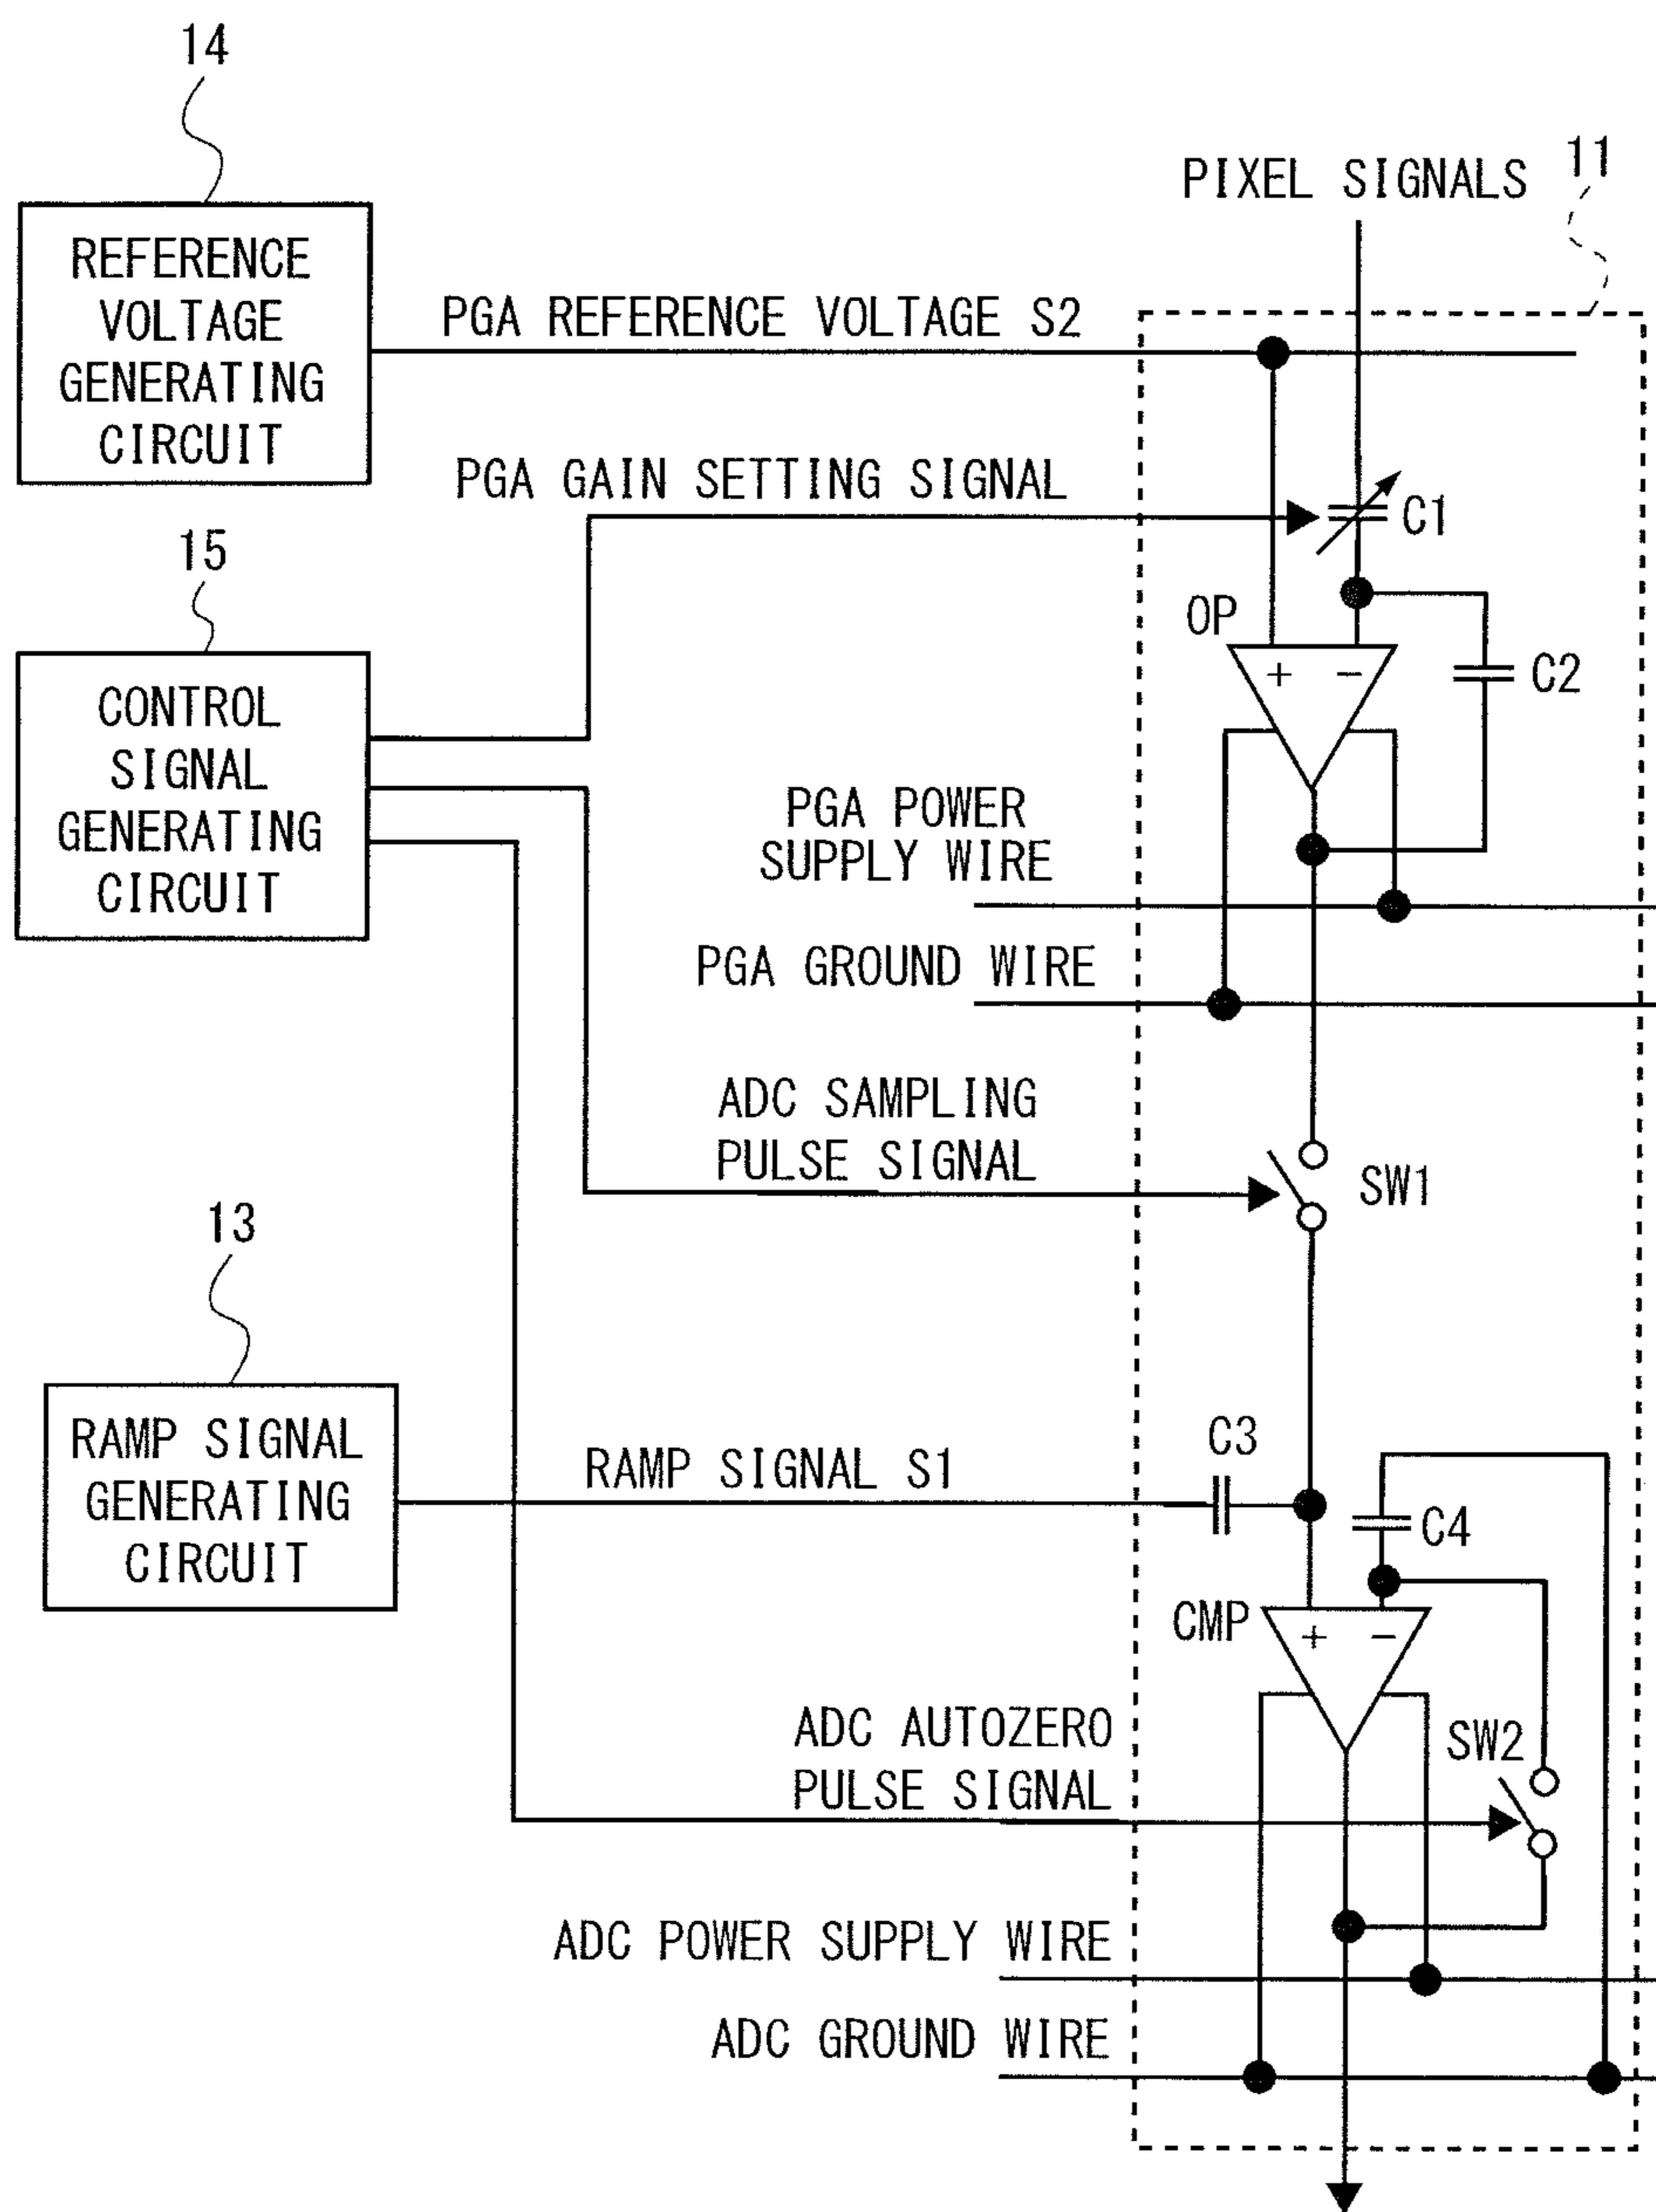 14
REFERENCE
VOLTAGE
GENERATING
CIRCUIT
PIXEL SIGNALS
11
PGA REFERENCE VOLTAGE S2
PGA GAIN SETTING SIGNAL
C1
15
CONTROL
SIGNAL
GENERATING
CIRCUIT
OP
+ −
C2
PGA POWER
SUPPLY WIRE
PGA GROUND WIRE
ADC SAMPLING
PULSE SIGNAL
SW1
13
RAMP SIGNAL
GENERATING
CIRCUIT
RAMP SIGNAL S1
C3
C4
CMP
+ −
ADC AUTOZERO
PULSE SIGNAL
SW2
ADC POWER SUPPLY WIRE
ADC GROUND WIRE